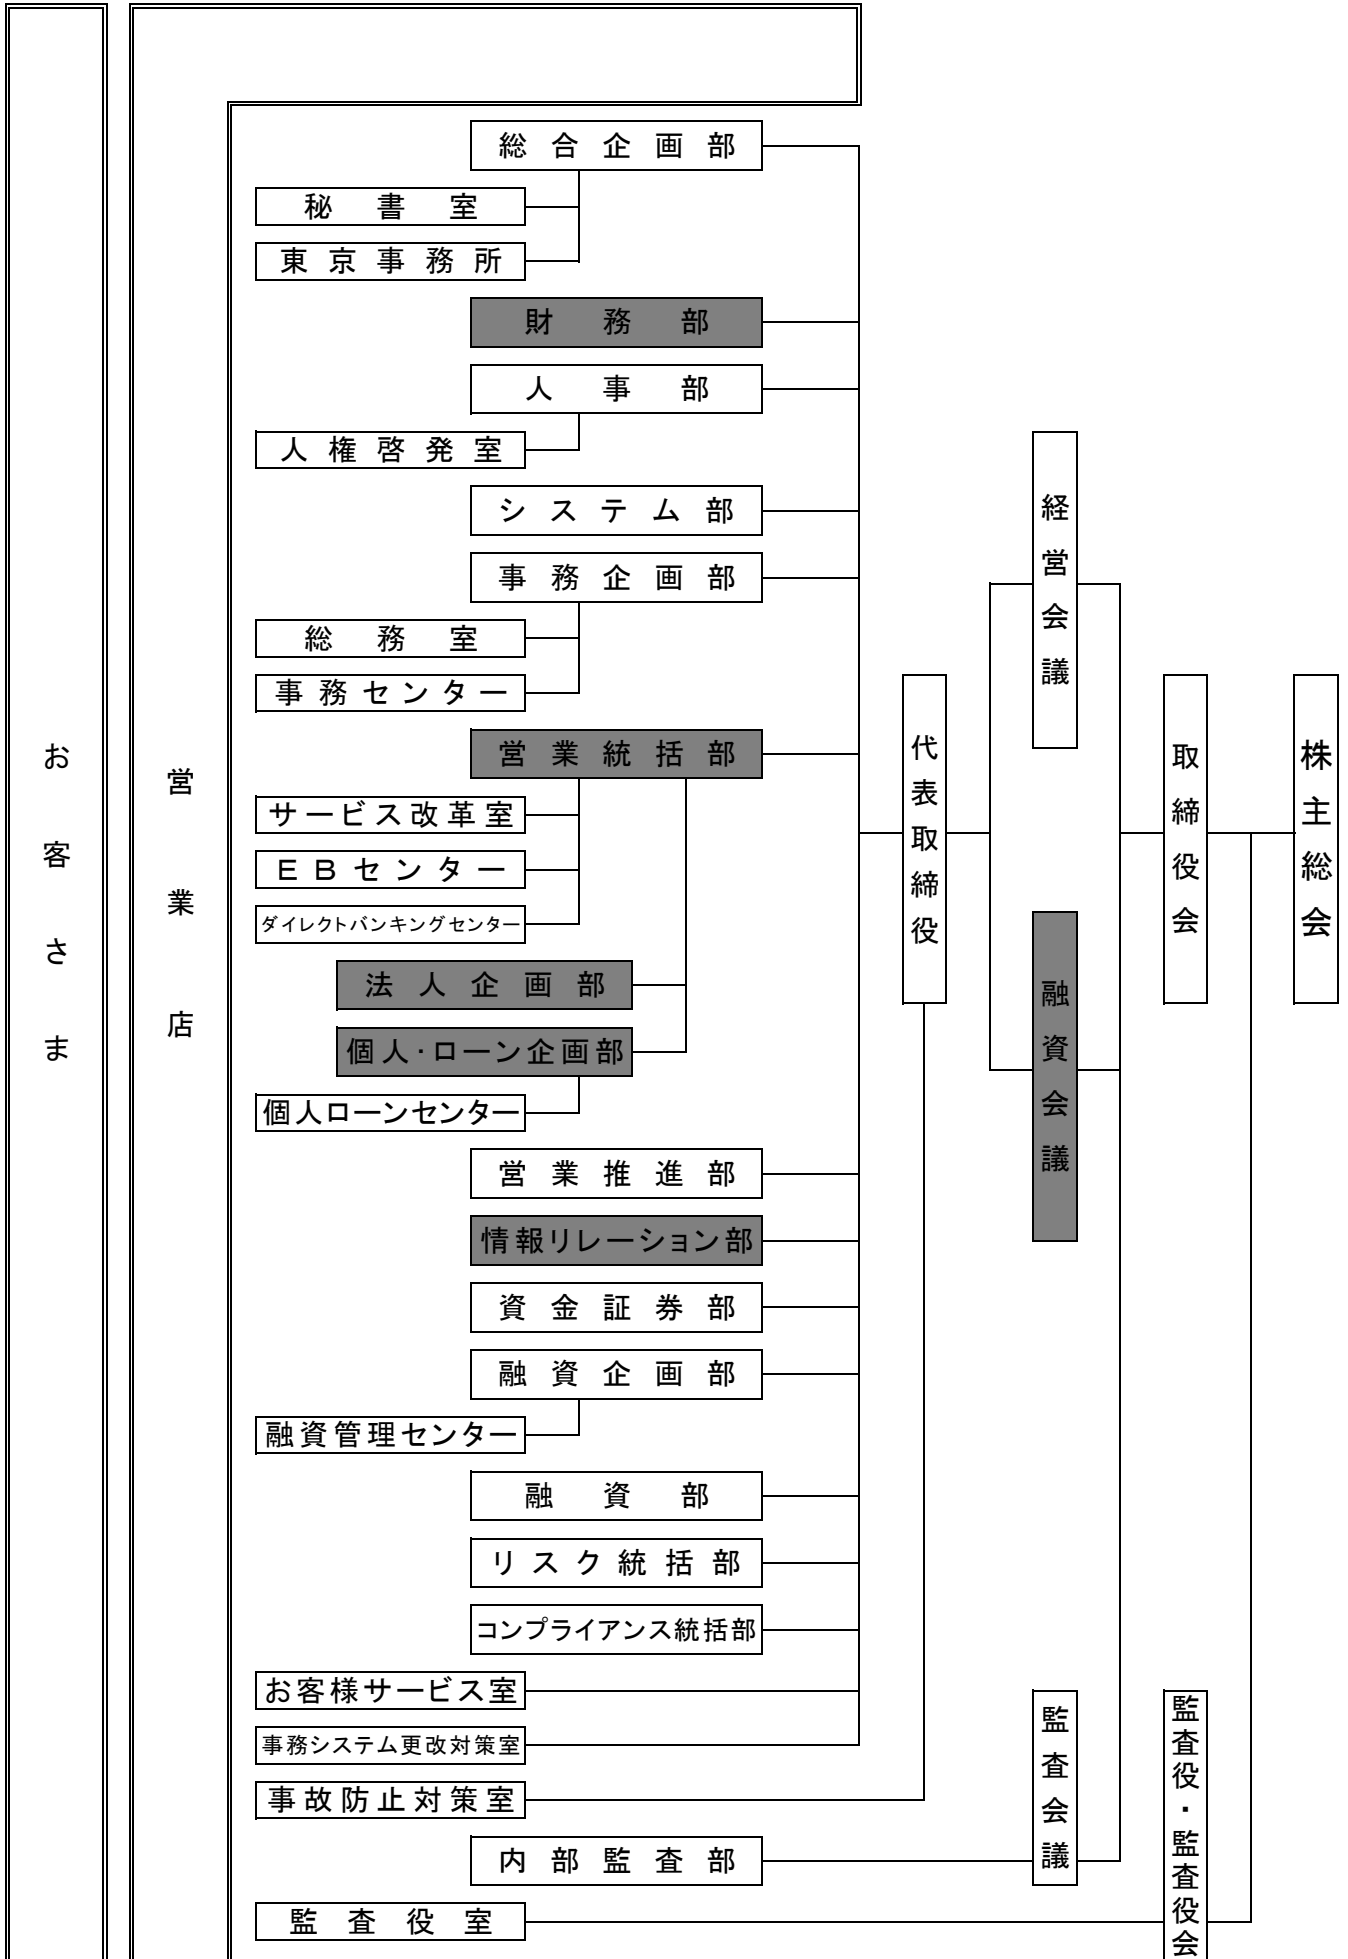 総合企画部
秘書室
東京事務所
財務部
人事部
人権啓発室
システム部
事務企画部
総務室
事務センター
営業統括部
サービス改革室
ＥＢセンター
ダイレクトバンキングセンター
法人企画部
個人・ローン企画部
個人ローンセンター
営業推進部
情報リレーション部
資金証券部
融資企画部
融資管理センター
融資部
リスク統括部
コンプライアンス統括部
お客様サービス室
事務システム更改対策室
事故防止対策室
内部監査部
監査役室
お客さま
営業店
代表取締役
経営会議
融資会議
監査会議
取締役会
監査役・監査役会
株主総会